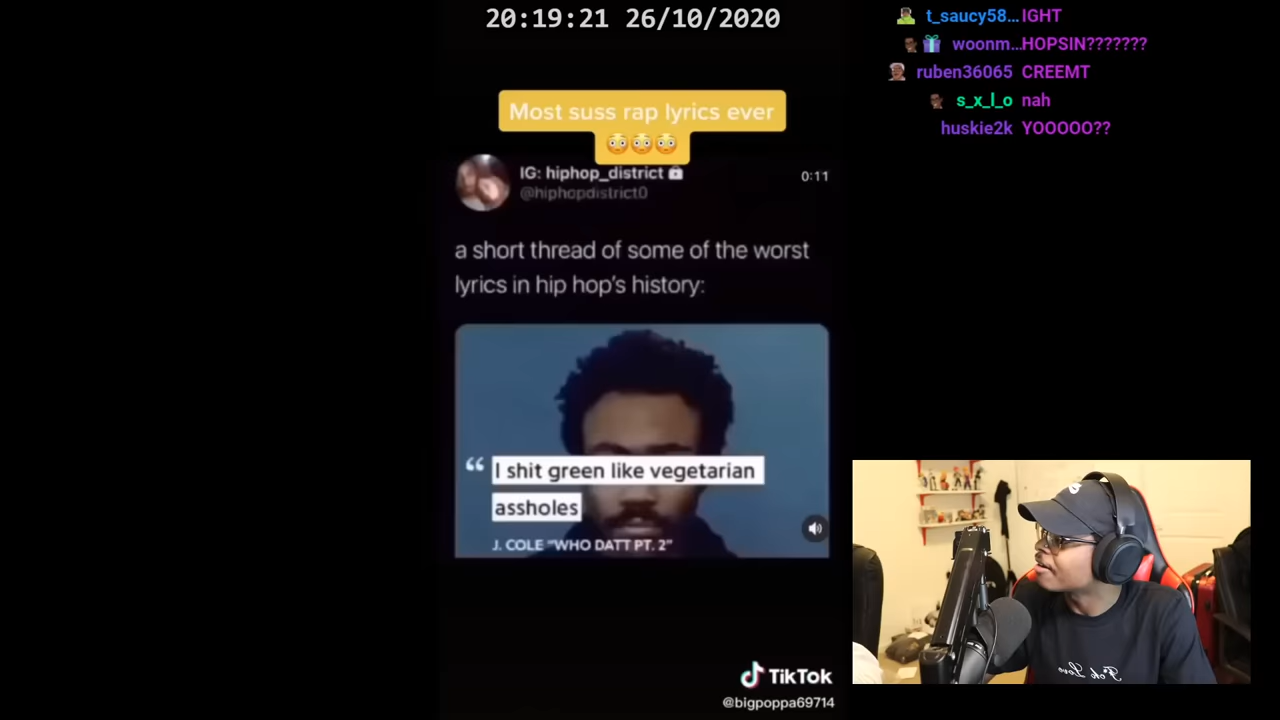 20:19:21 26/10/2020
t_saucy58... IGHT
woonm... HOPSIN???????
ruben36065 CREEMT
s_x_l_o nah
huskie2k YOOOOO??
Most suss rap lyrics ever
😳😳😳
IG: hiphop_district 🔒
@hiphopdistrict0
0:11
a short thread of some of the worst
lyrics in hip hop's history:
“ I shit green like vegetarian
assholes
J. COLE "WHO DATT PT. 2"
TikTok
@bigpoppa69714